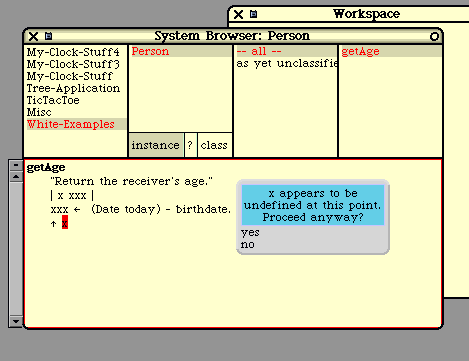 Workspace
System Browser: Person
My-Clock-Stuff4
My-Clock-Stuff3
My-Clock-Stuff
Tree-Application
TicTacToe
Misc
White-Examples
Person
instance ? class
-- all --
as yet unclassifie
getAge
getAge
"Return the receiver's age."
| x xxx |
xxx ← (Date today) - birthdate.
↑ x
x appears to be
undefined at this point.
Proceed anyway?
yes
no